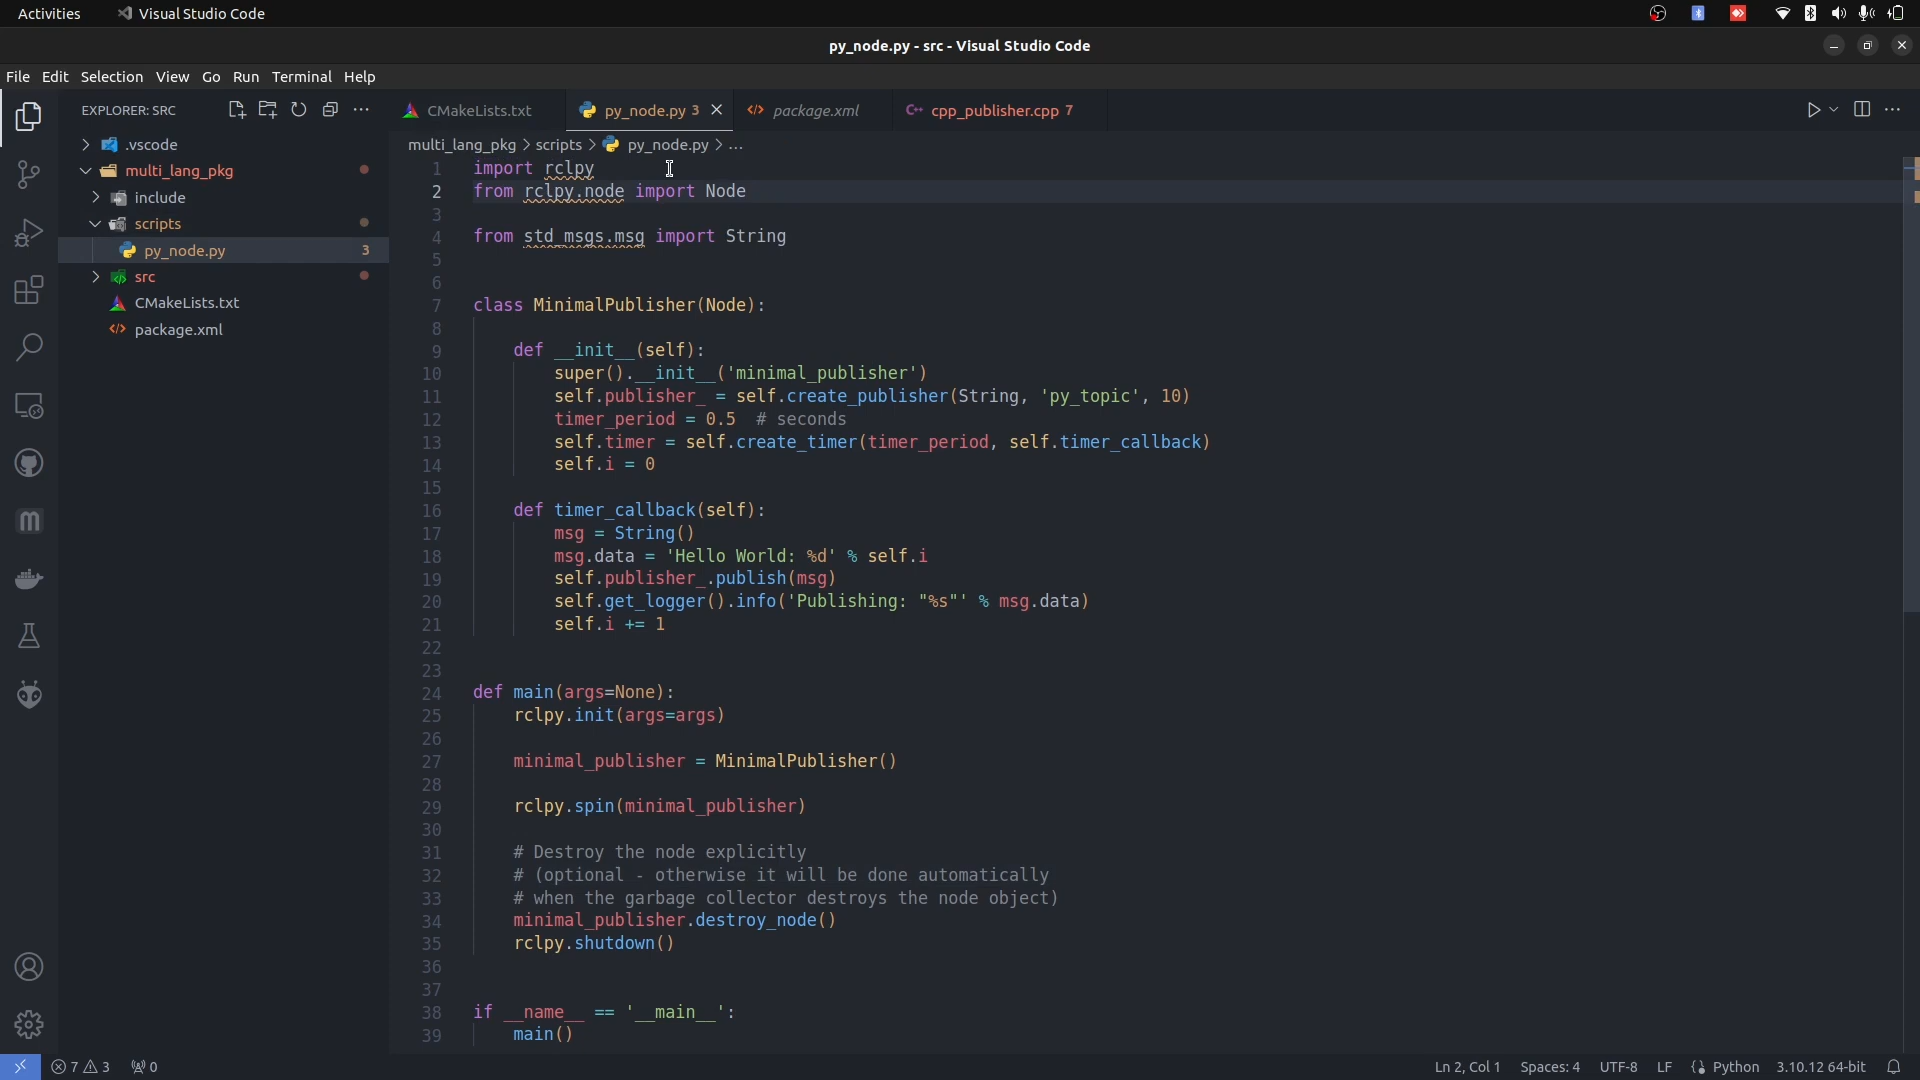 Activities Visual Studio Code
py_node.py - src - Visual Studio Code
File Edit Selection View Go Run Terminal Help
EXPLORER: SRC
CMakeLists.txt py_node.py 3 package.xml cpp_publisher.cpp 7
multi_lang_pkg > scripts > py_node.py > ...
.vscode
multi_lang_pkg
include
scripts
py_node.py 3
src
CMakeLists.txt
package.xml
1 import rclpy
2 from rclpy.node import Node
3
4 from std_msgs.msg import String
5
6
7 class MinimalPublisher(Node):
8
9 def __init__(self):
10 super().__init__('minimal_publisher')
11 self.publisher_ = self.create_publisher(String, 'py_topic', 10)
12 timer_period = 0.5  # seconds
13 self.timer = self.create_timer(timer_period, self.timer_callback)
14 self.i = 0
15
16 def timer_callback(self):
17 msg = String()
18 msg.data = 'Hello World: %d' % self.i
19 self.publisher_.publish(msg)
20 self.get_logger().info('Publishing: "%s"' % msg.data)
21 self.i += 1
22
23
24 def main(args=None):
25 rclpy.init(args=args)
26
27 minimal_publisher = MinimalPublisher()
28
29 rclpy.spin(minimal_publisher)
30
31 # Destroy the node explicitly
32 # (optional - otherwise it will be done automatically
33 # when the garbage collector destroys the node object)
34 minimal_publisher.destroy_node()
35 rclpy.shutdown()
36
37
38 if __name__ == '__main__':
39 main()
7 3 0 Ln 2, Col 1 Spaces: 4 UTF-8 LF Python 3.10.12 64-bit